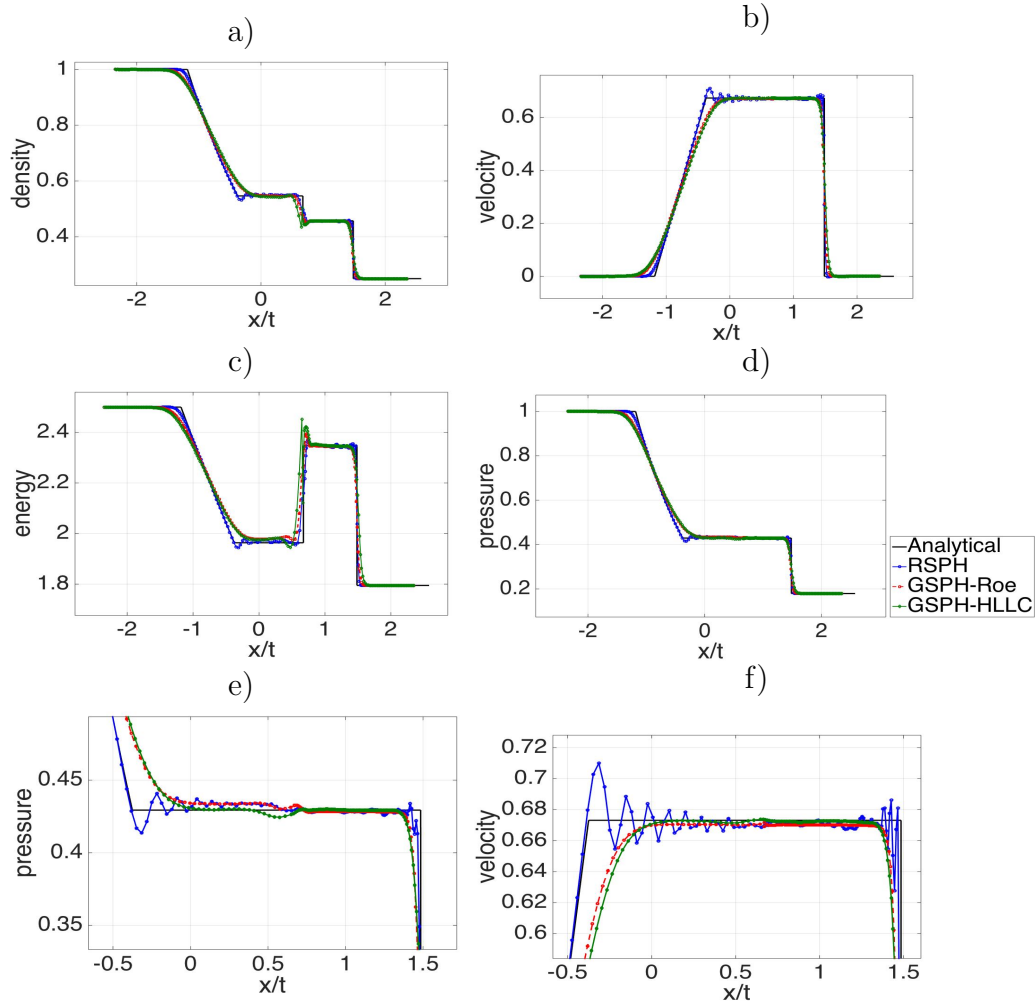 a)
1
0.8
0.6
0.4
density
-2
0
2
x/t
b)
0.6
0.4
0.2
0
velocity
-2
-1
0
1
2
x/t
c)
2.4
2.2
2
1.8
energy
-2
-1
0
1
2
x/t
d)
1
0.8
0.6
0.4
0.2
pressure
-2
0
2
x/t
Analytical
RSPH
GSPH-Roe
GSPH-HLLC
e)
0.45
0.4
0.35
pressure
-0.5
0
0.5
1
1.5
x/t
f)
0.72
0.7
0.68
0.66
0.64
0.62
0.6
velocity
-0.5
0
0.5
1
1.5
x/t